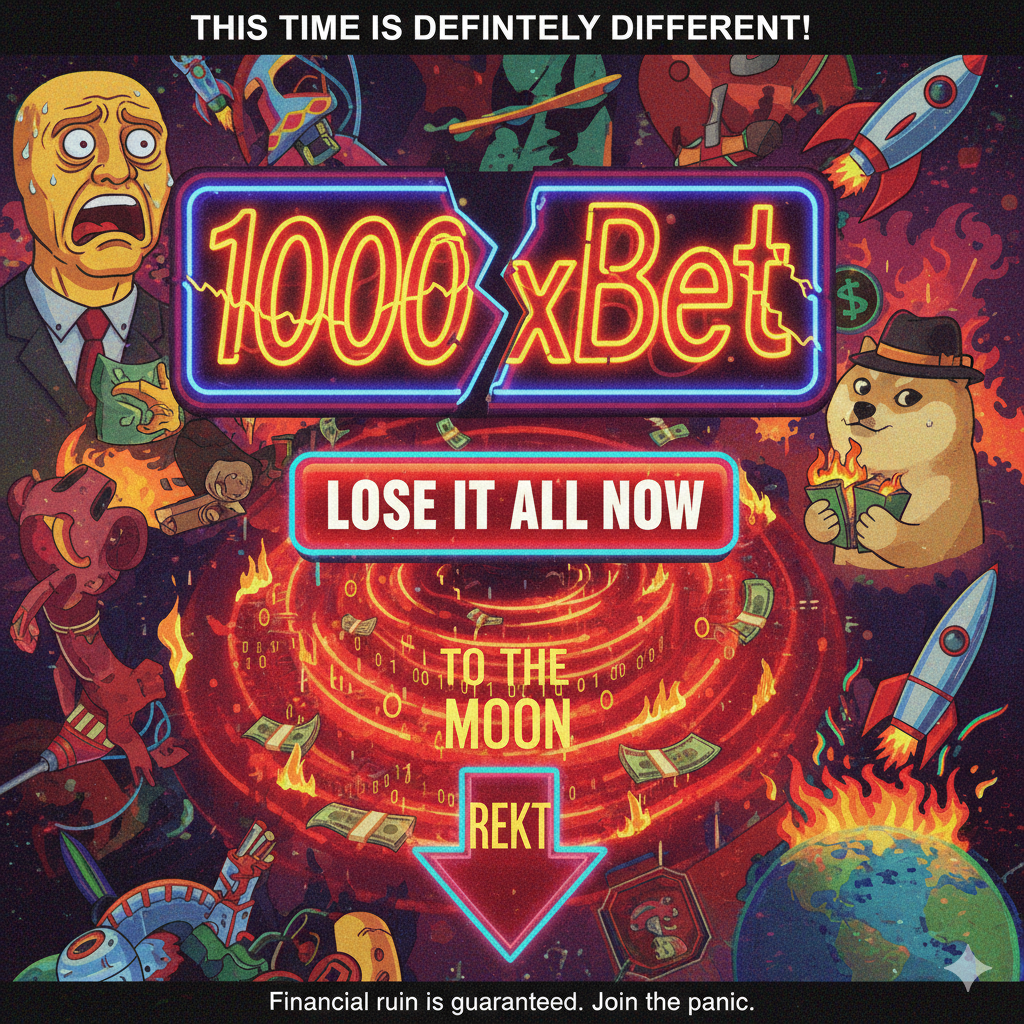 THIS TIME IS DEFINTELY DIFFERENT!
1000xBet
$
LOSE IT ALL NOW
TO THE
MOON
REKT
Financial ruin is guaranteed. Join the panic.